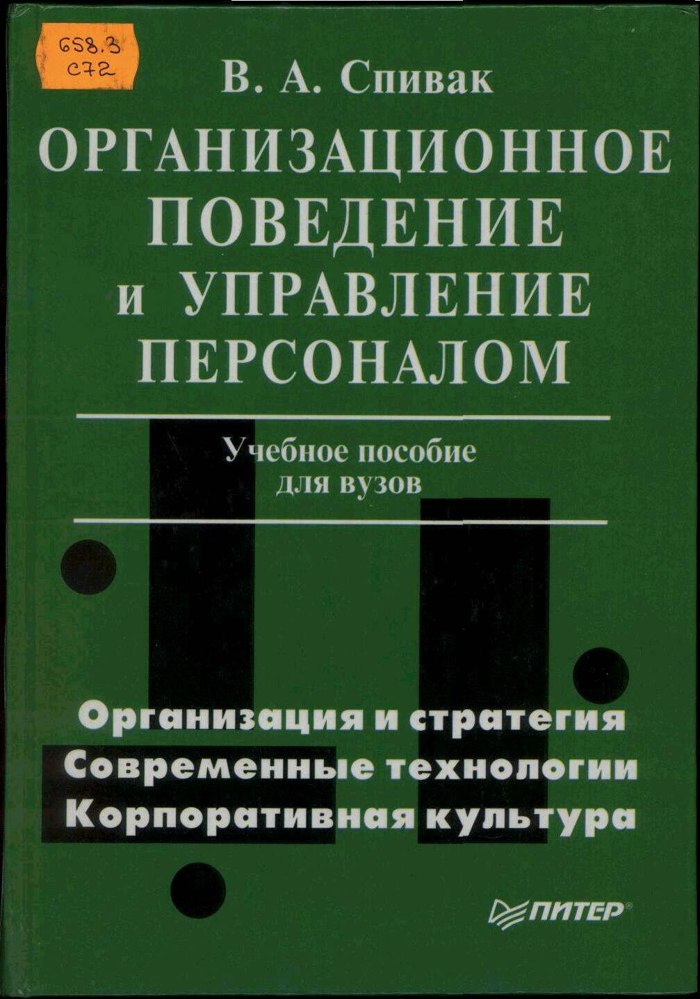 658.3
С72
В. А. Спивак
ОРГАНИЗАЦИОННОЕ
ПОВЕДЕНИЕ
и УПРАВЛЕНИЕ
ПЕРСОНАЛОМ
Учебное пособие
для вузов
Организация и стратегия
Современные технологии
Корпоративная культура
ПИТЕР®